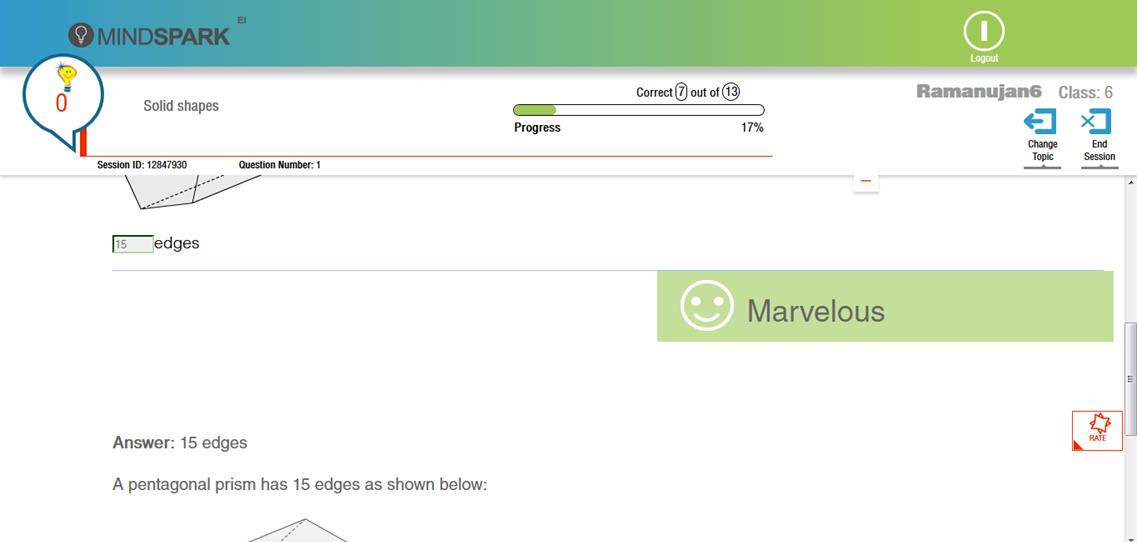 EI
MINDSPARK
Logout
0
Solid shapes
Correct 7 out of 13
Progress 17%
Ramanujan6 Class: 6
Change Topic
End Session
Session ID: 12847930 Question Number: 1
15 edges
Marvelous
RATE
Answer: 15 edges
A pentagonal prism has 15 edges as shown below: